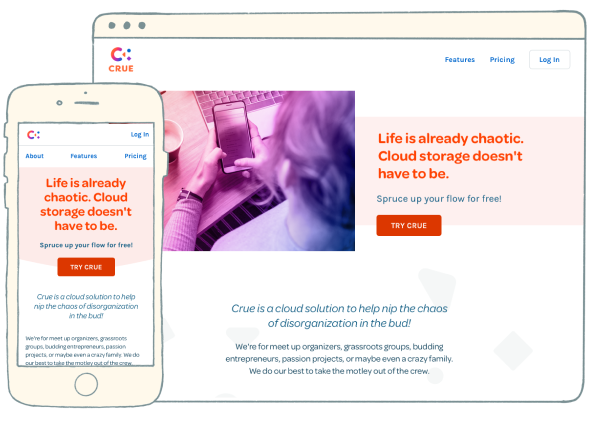 CRUE
Features Pricing Log In
Life is already chaotic.
Cloud storage doesn't
have to be.
Spruce up your flow for free!
TRY CRUE
Crue is a cloud solution to help nip the chaos
of disorganization in the bud!
We're for meet up organizers, grassroots groups, budding
entrepreneurs, passion projects, or maybe even a crazy family.
We do our best to take the motley out of the crew.
Log In
About Features Pricing
Life is already
chaotic. Cloud
storage doesn't
have to be.
Spruce up your flow for free!
TRY CRUE
Crue is a cloud solution to help
nip the chaos of disorganization
in the bud!
We're for meet up organizers, grassroots
groups, budding entrepreneurs, passion
projects, or maybe even a crazy family. We do
our best to take the motley out of the crew.